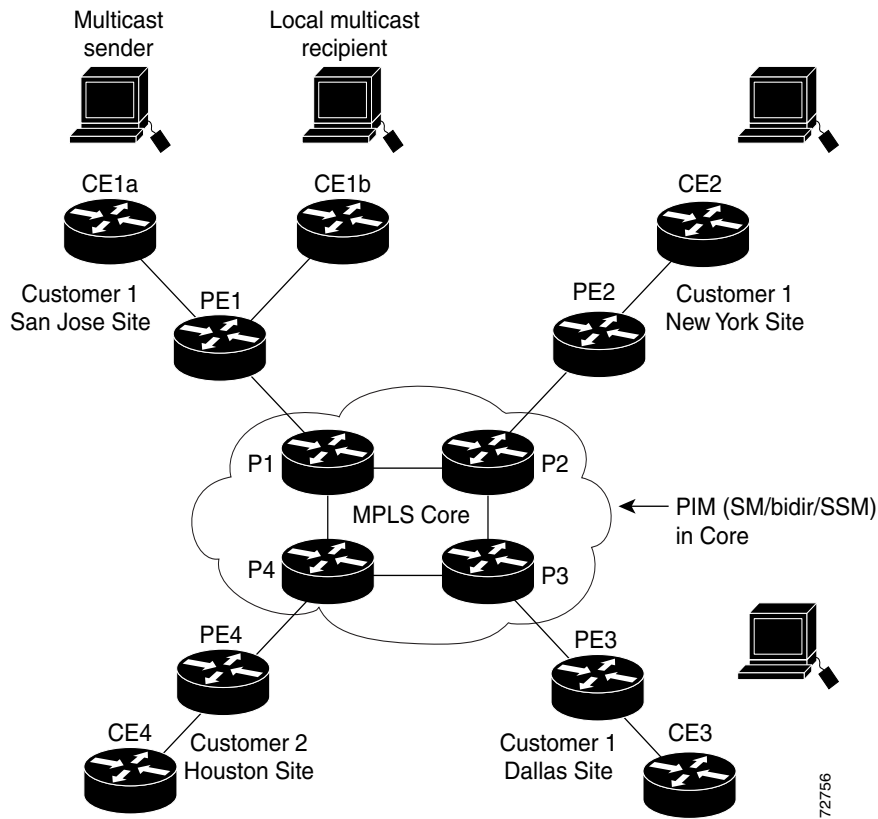 Multicast
sender
Local multicast
recipient
CE1a
CE1b
CE2
Customer 1
San Jose Site
PE1
PE2
Customer 1
New York Site
P1
P2
MPLS Core
PIM (SM/bidir/SSM)
in Core
P4
P3
PE4
PE3
CE4
Customer 2
Houston Site
Customer 1
Dallas Site
CE3
72756